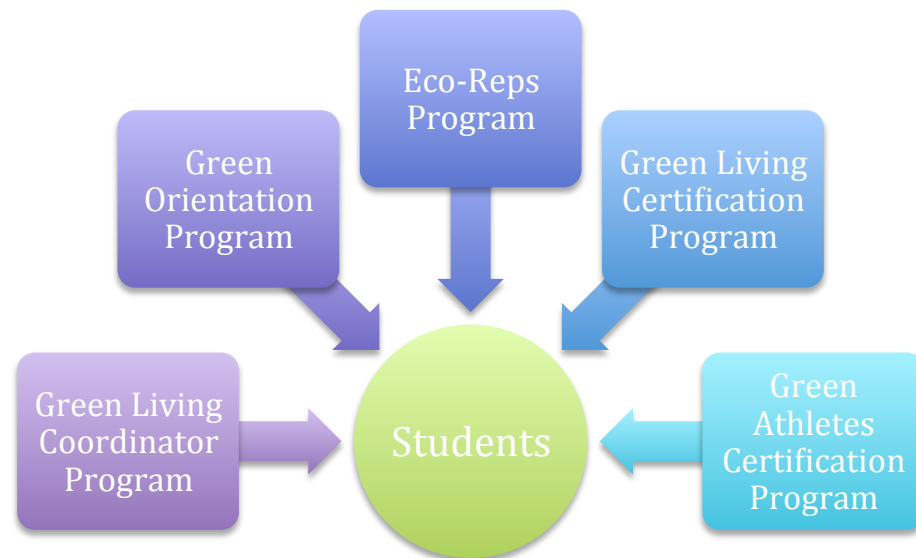 Eco-Reps
Program
Green
Orientation
Program
Green Living
Certification
Program
Green Living
Coordinator
Program
Students
Green
Athletes
Certification
Program